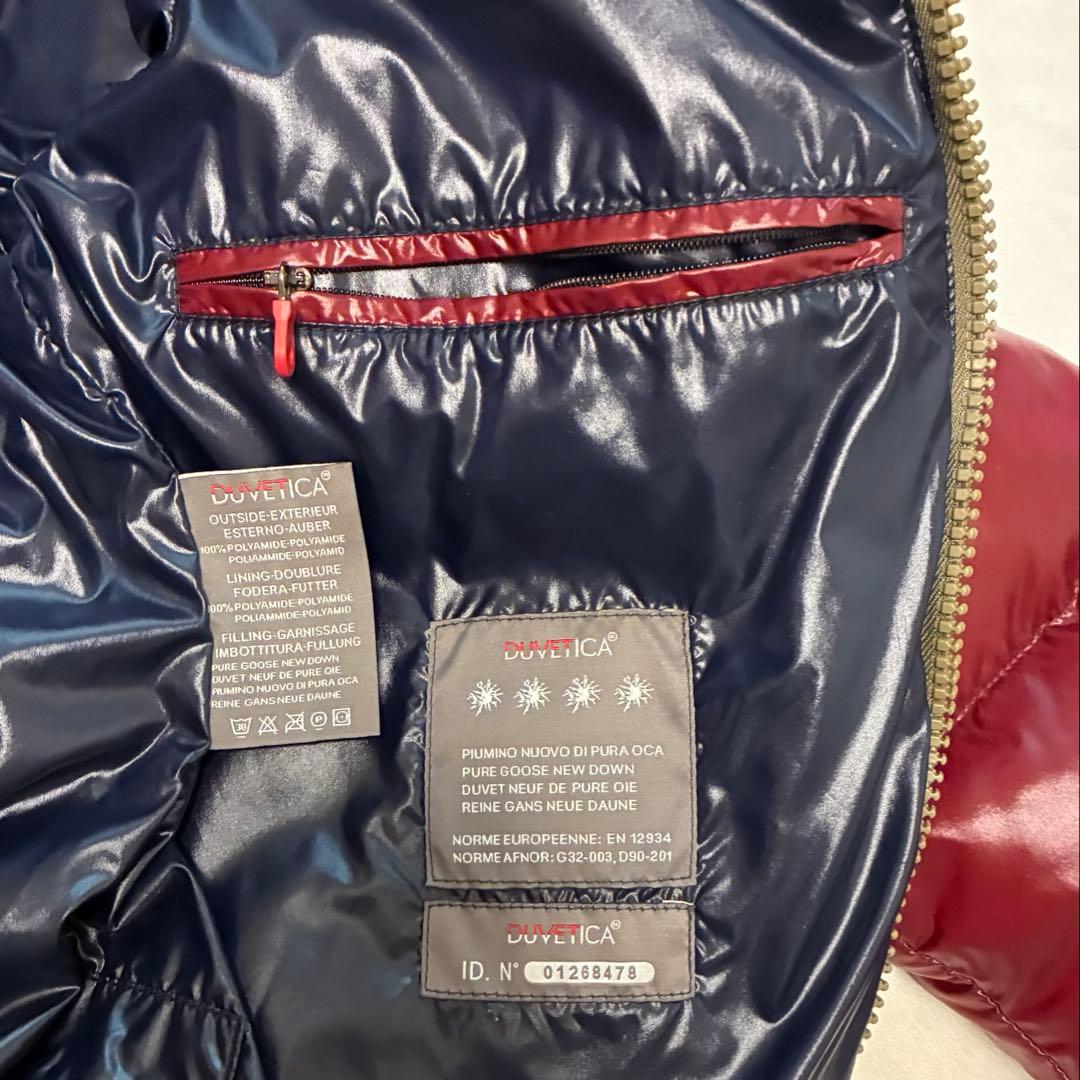 DUVETICA®
OUTSIDE-EXTERIEUR
ESTERNO-AUBER
100% POLYAMIDE-POLYAMIDE
POLIAMMIDE-POLYAMID
LINING-DOUBLURE
FODERA-FUTTER
100% POLYAMIDE-POLYAMIDE
POLIAMMIDE-POLYAMID
FILLING-GARNISSAGE
IMBOTTITURA-FULLUNG
PURE GOOSE NEW DOWN
DUVET NEUF DE PURE OIE
PIUMINO NUOVO DI PURA OCA
REINE GANS NEUE DAUNE
30
P
DUVETICA®
PIUMINO NUOVO DI PURA OCA
PURE GOOSE NEW DOWN
DUVET NEUF DE PURE OIE
REINE GANS NEUE DAUNE
NORME EUROPEENNE: EN 12934
NORME AFNOR: G32-003, D90-201
DUVETICA®
ID. N° 01268478